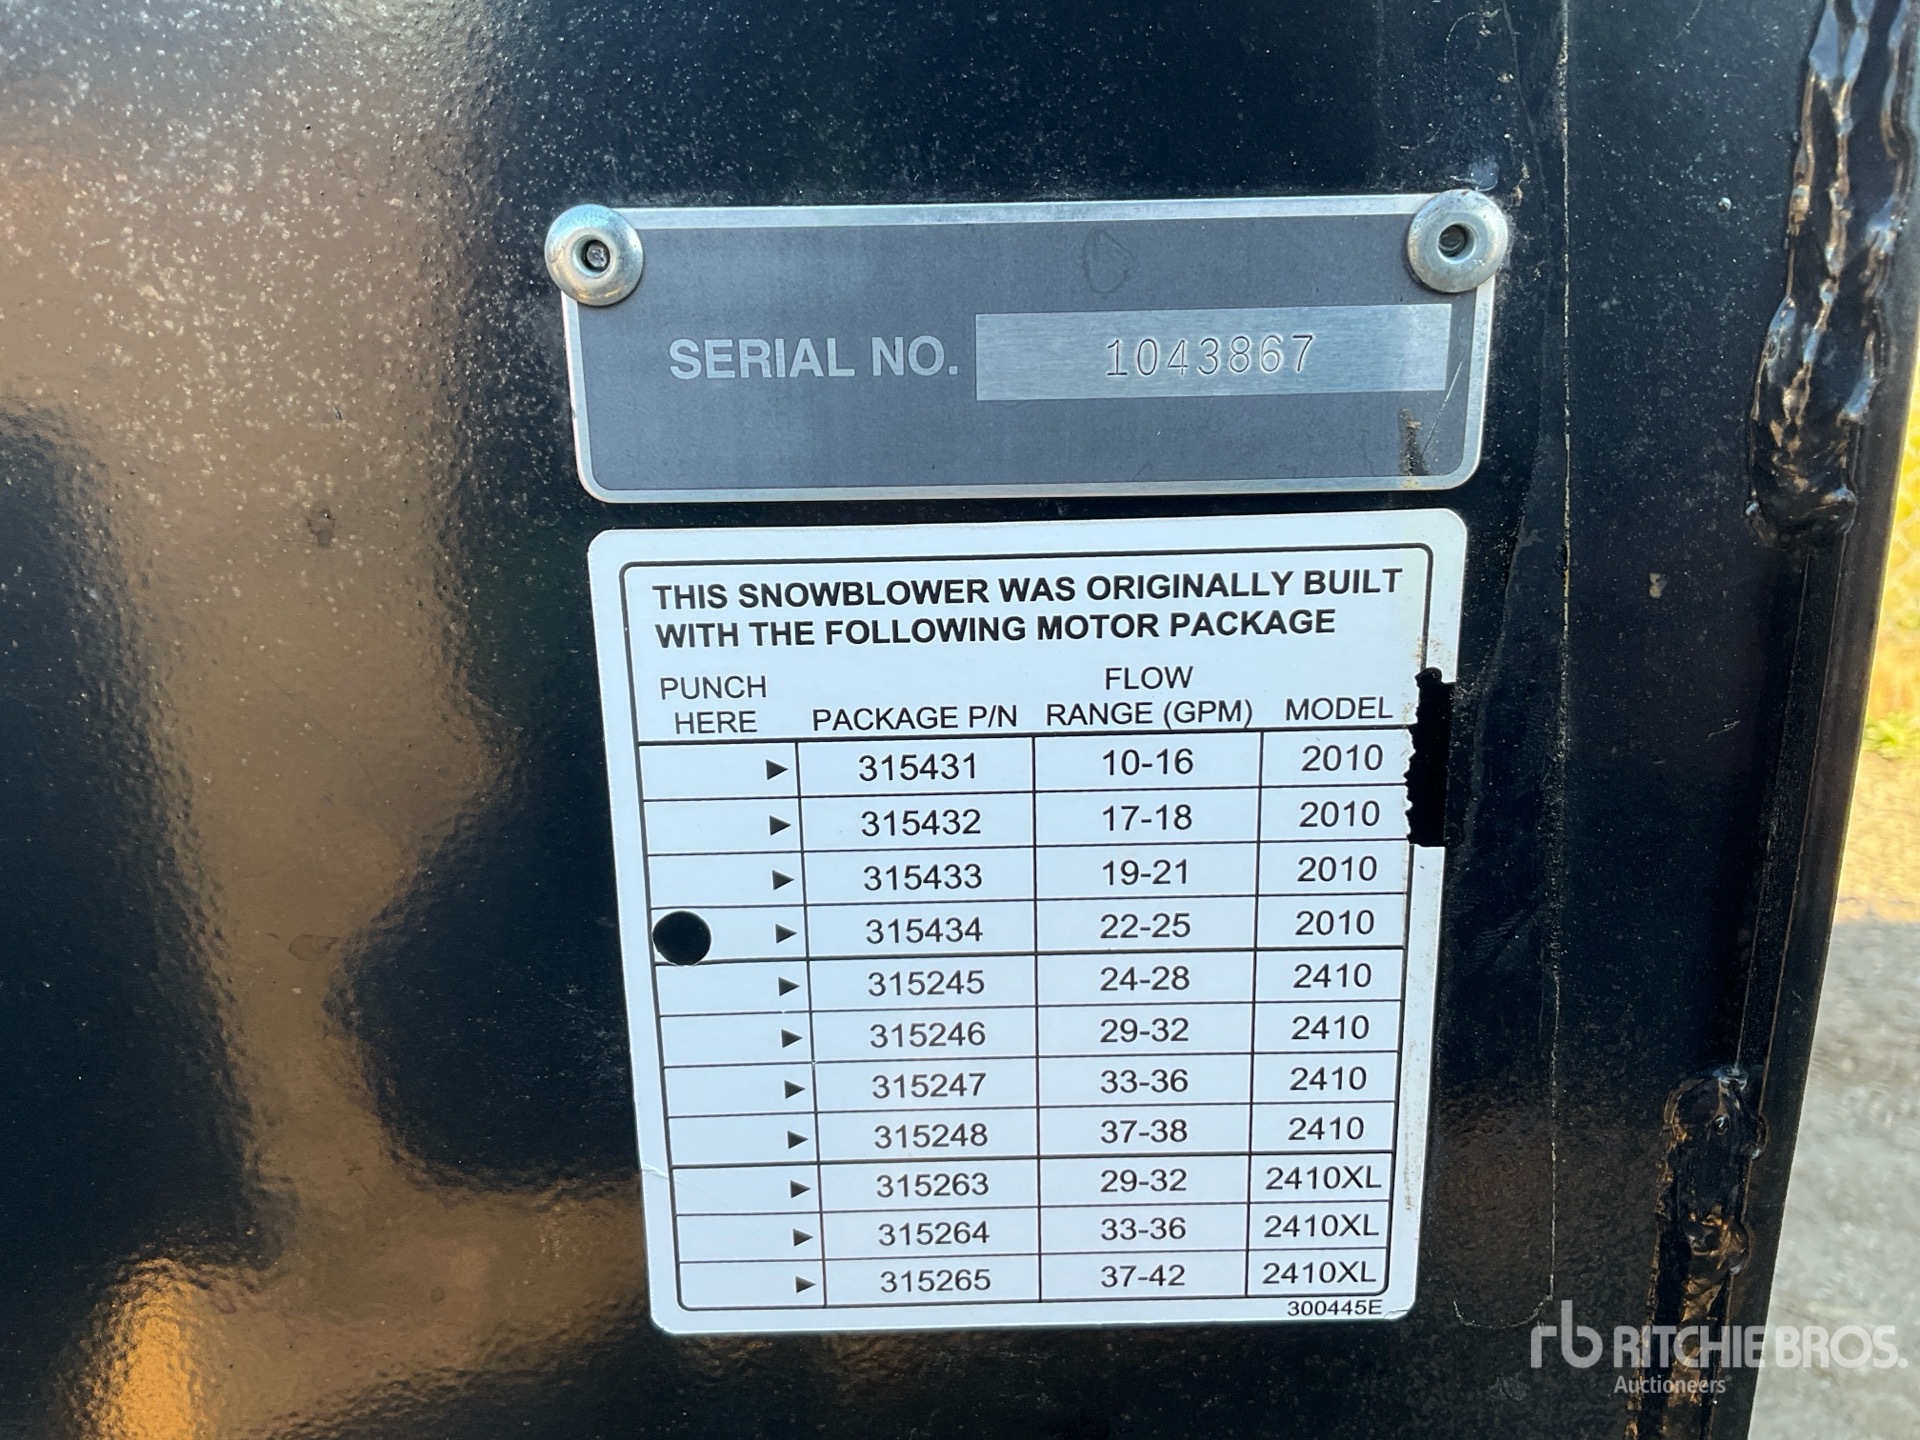 SERIAL NO. 1043867
THIS SNOWBLOWER WAS ORIGINALLY BUILT
WITH THE FOLLOWING MOTOR PACKAGE
PUNCH HERE PACKAGE P/N FLOW RANGE (GPM) MODEL
► 315431 10-16 2010
► 315432 17-18 2010
► 315433 19-21 2010
► 315434 22-25 2010
► 315245 24-28 2410
► 315246 29-32 2410
► 315247 33-36 2410
► 315248 37-38 2410
► 315263 29-32 2410XL
► 315264 33-36 2410XL
► 315265 37-42 2410XL
300445E
rb RITCHIE BROS.
Auctioneers